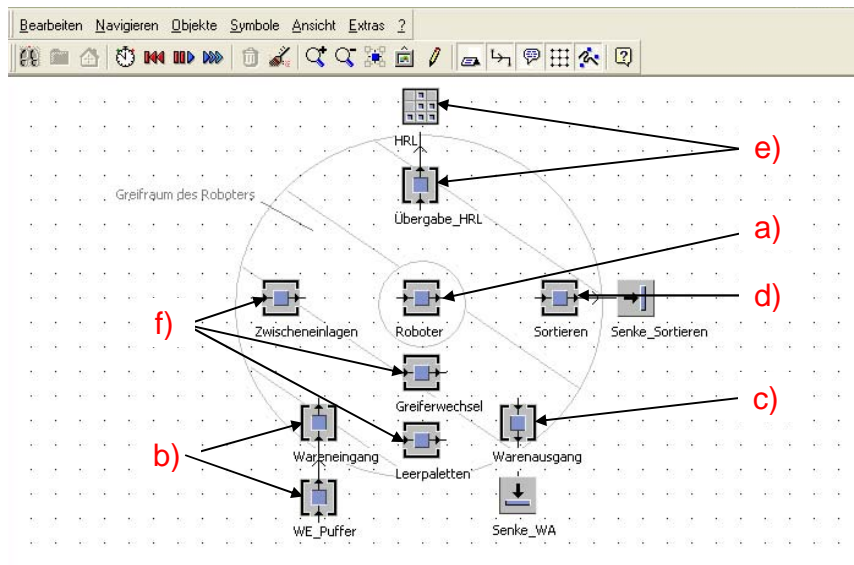 Bearbeiten Navigieren Objekte Symbole Ansicht Extras ?
HRL
e)
Greifraum des Roboters
Übergabe_HRL
a)
f)
d)
Zwischeneinlagen Roboter Sortieren Senke_Sortieren
Greiferwechsel
c)
b)
Wareneingang Warenausgang
Leerpaletten
WE_Puffer Senke_WA